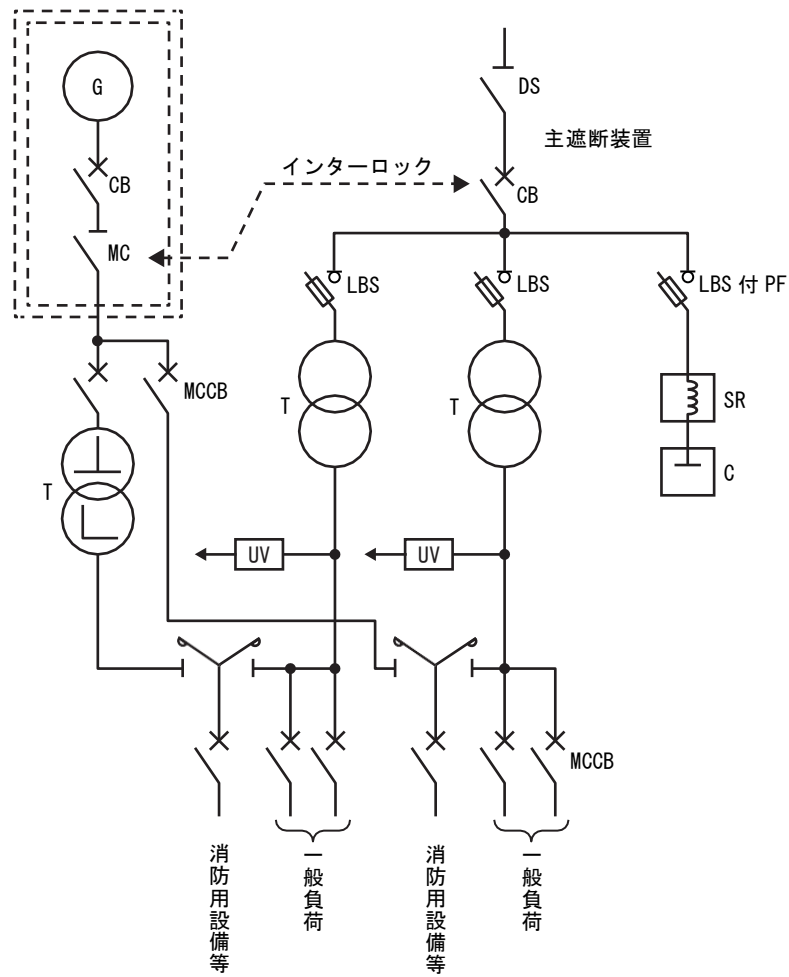 G
DS
主遮断装置
インターロック
CB
CB
MC
LBS
LBS
LBS 付 PF
MCCB
T
T
SR
T
C
UV
UV
MCCB
消防用設備等
一般負荷
消防用設備等
一般負荷